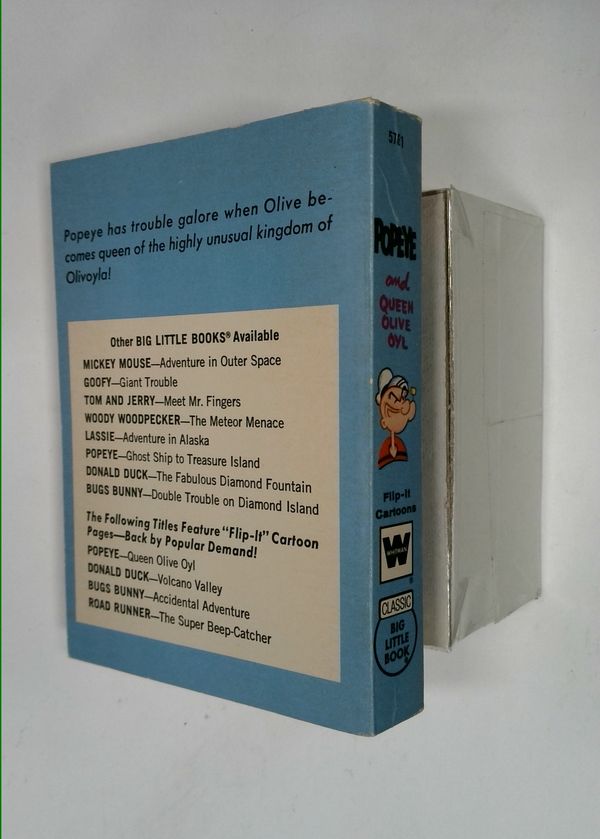 Popeye has trouble galore when Olive be-
comes queen of the highly unusual kingdom of
Olivoyla!
Other BIG LITTLE BOOKS® Available
MICKEY MOUSE—Adventure in Outer Space
GOOFY—Giant Trouble
TOM AND JERRY—Meet Mr. Fingers
WOODY WOODPECKER—The Meteor Menace
LASSIE—Adventure in Alaska
POPEYE—Ghost Ship to Treasure Island
DONALD DUCK—The Fabulous Diamond Fountain
BUGS BUNNY—Double Trouble on Diamond Island
The Following Titles Feature "Flip-It" Cartoon
Pages—Back by Popular Demand!
POPEYE—Queen Olive Oyl
DONALD DUCK—Volcano Valley
BUGS BUNNY—Accidental Adventure
ROAD RUNNER—The Super Beep-Catcher
POPEYE
and
QUEEN
OLIVE
OYL
Flip-It
Cartoons
W
WHITMAN
®
CLASSIC
BIG
LITTLE
BOOK®